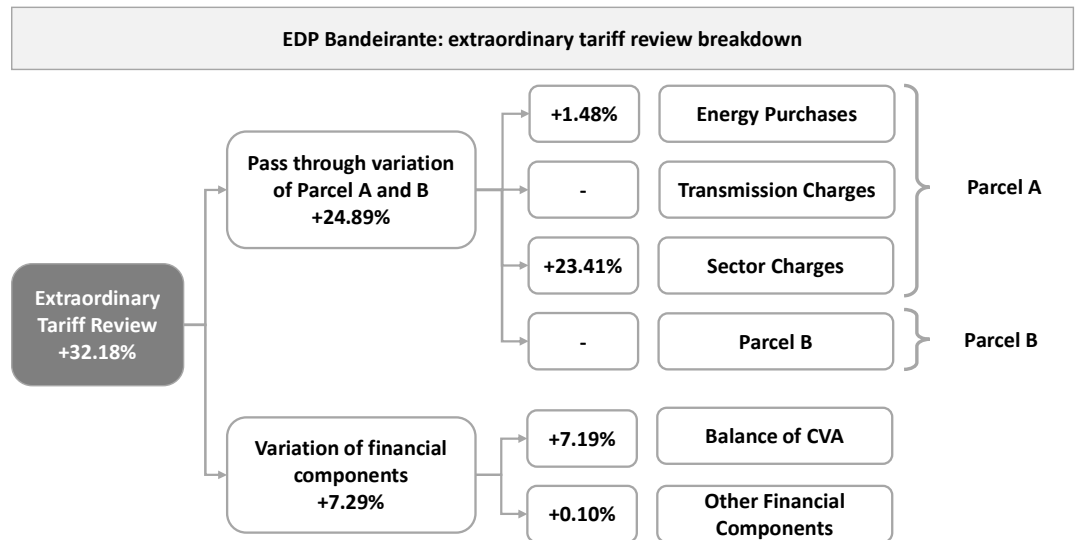 EDP Bandeirante: extraordinary tariff review breakdown
+1.48%
Energy Purchases
Pass through variation
of Parcel A and B
+24.89%
-
Transmission Charges
Parcel A
+23.41%
Sector Charges
Extraordinary
Tariff Review
+32.18%
-
Parcel B
Parcel B
Variation of financial
components
+7.29%
+7.19%
Balance of CVA
+0.10%
Other Financial
Components